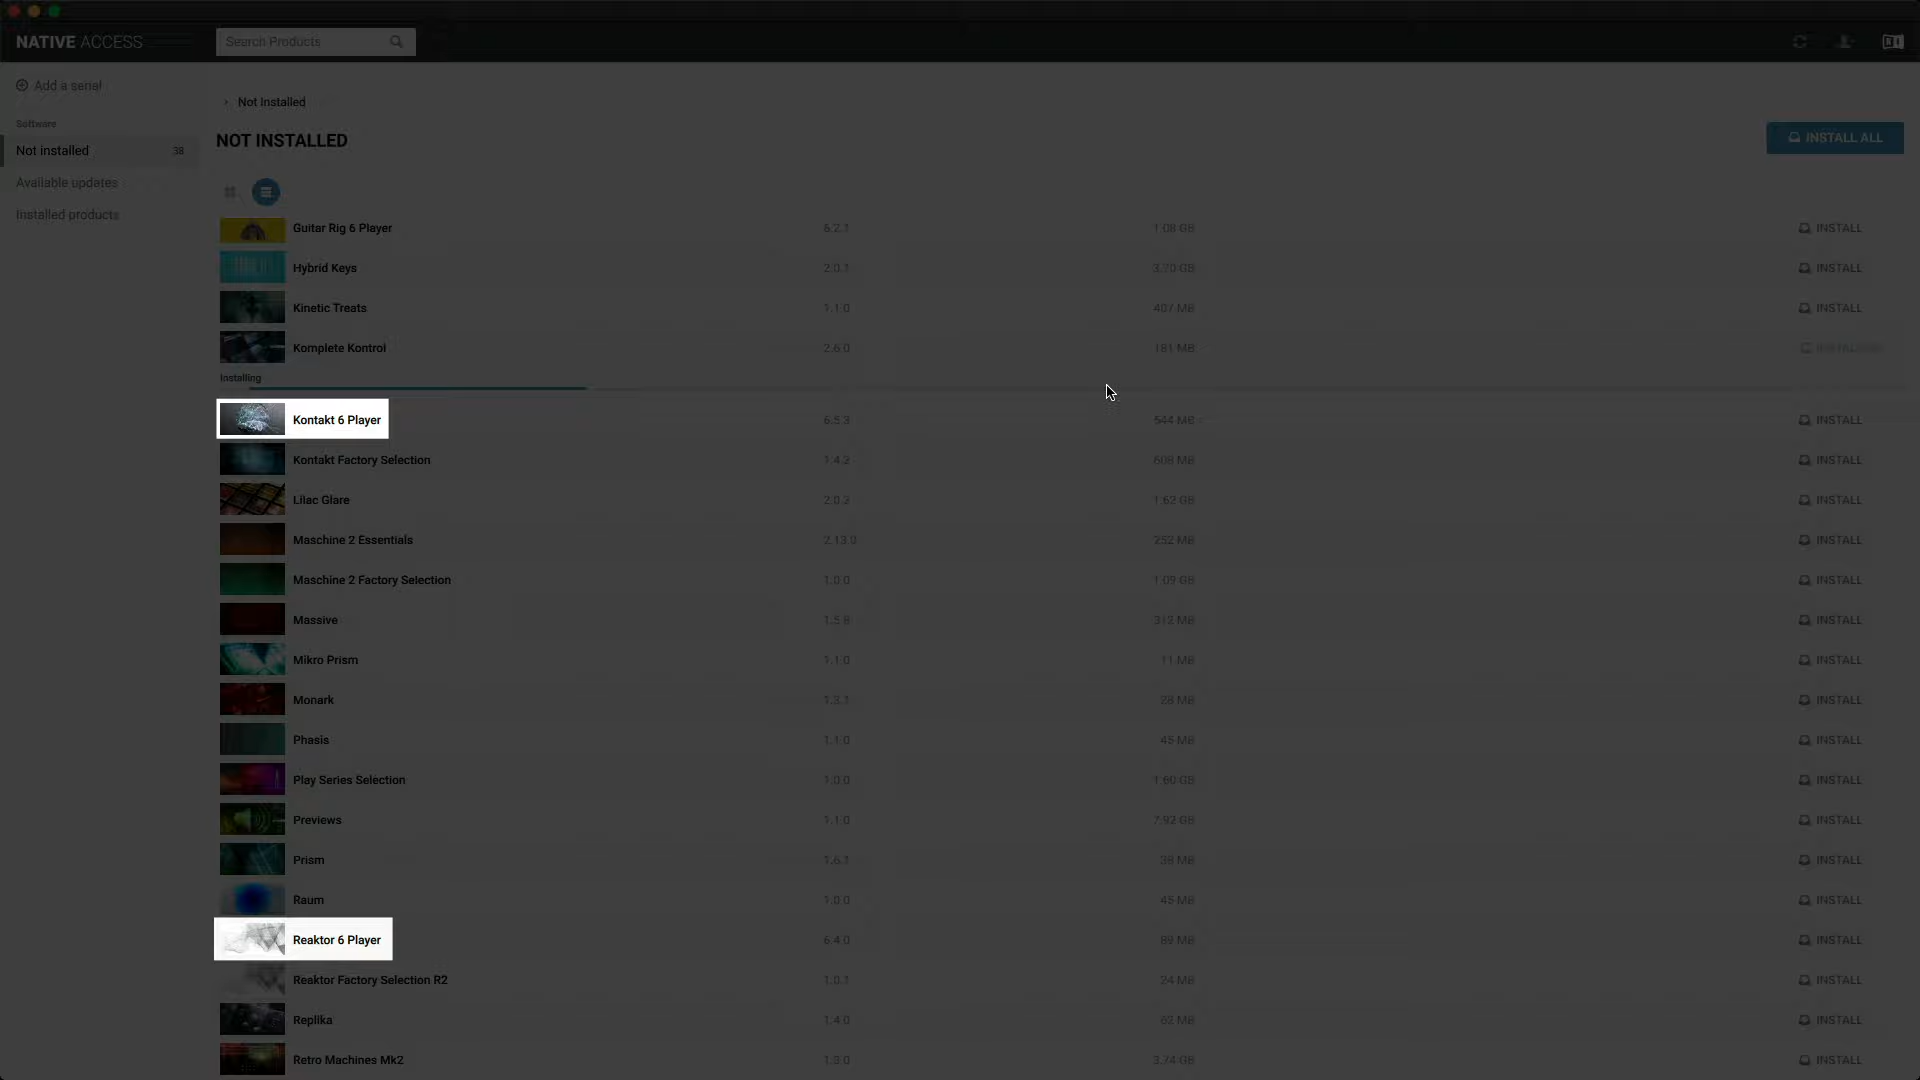 NATIVE ACCESS
Search Products
Add a serial
Software
Not installed 38
Available updates
Installed products
Not Installed
NOT INSTALLED
INSTALL ALL
Guitar Rig 6 Player 6.2.1 1.08 GB INSTALL
Hybrid Keys 2.0.1 3.20 GB INSTALL
Kinetic Treats 1.1.0 407 MB INSTALL
Komplete Kontrol 2.6.0 181 MB
Installing
Kontakt 6 Player 6.5.3 544 MB INSTALL
Kontakt Factory Selection 1.4.2 608 MB INSTALL
Lilac Glare 2.0.2 1.62 GB INSTALL
Maschine 2 Essentials 2.13.0 252 MB INSTALL
Maschine 2 Factory Selection 1.0.0 1.09 GB INSTALL
Massive 1.5.8 312 MB INSTALL
Mikro Prism 1.1.0 11 MB INSTALL
Monark 1.3.1 28 MB INSTALL
Phasis 1.1.0 45 MB INSTALL
Play Series Selection 1.0.0 1.60 GB INSTALL
Previews 1.1.0 7.92 GB INSTALL
Prism 1.6.1 38 MB INSTALL
Raum 1.0.0 45 MB INSTALL
Reaktor 6 Player 6.4.0 89 MB INSTALL
Reaktor Factory Selection R2 1.0.1 24 MB INSTALL
Replika 1.4.0 62 MB INSTALL
Retro Machines Mk2 1.3.0 3.74 GB INSTALL